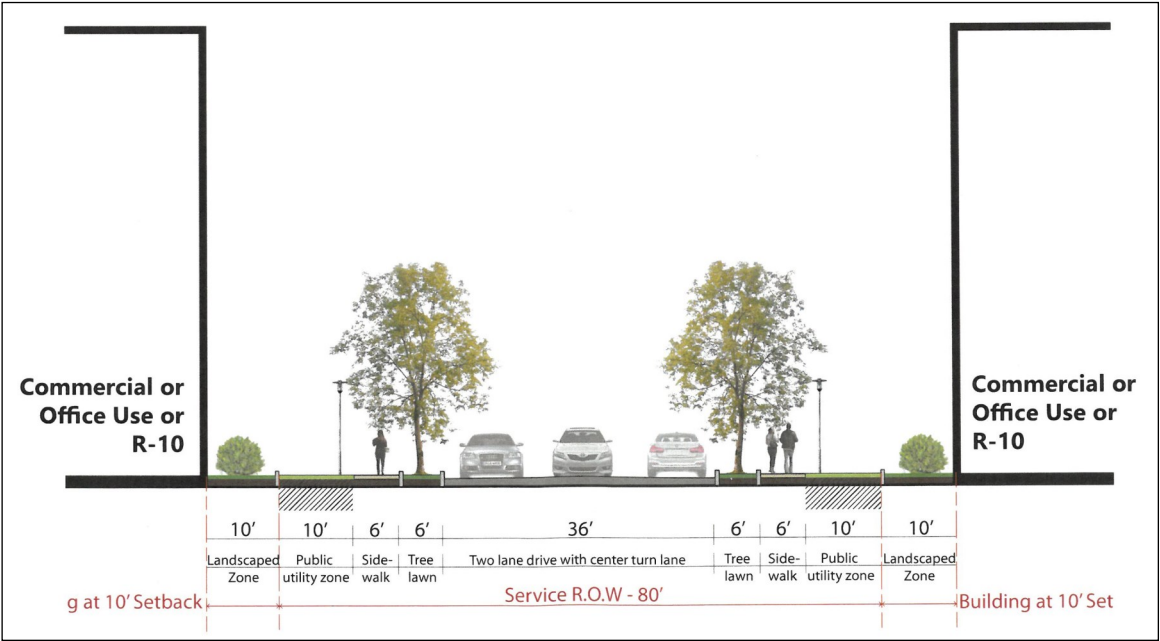 Commercial or
Office Use or
R-10
Commercial or
Office Use or
R-10
10’ 10’ 6’ 6’ 36’ 6’ 6’ 10’ 10’
Landscaped Public Side- Tree Two lane drive with center turn lane Tree Side- Public Landscaped
Zone utility zone walk lawn lawn walk utility zone Zone
g at 10’ Setback Service R.O.W - 80’ Building at 10’ Set